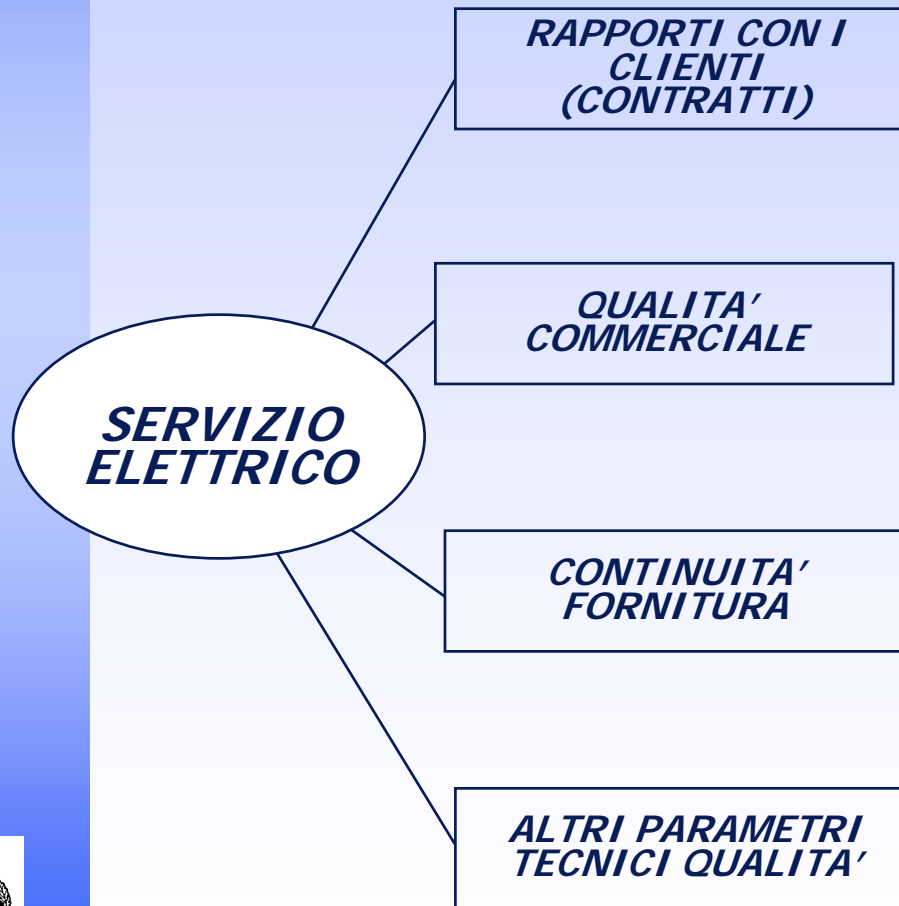 RAPPORTI CON I
CLIENTI
(CONTRATTI)
QUALITA'
COMMERCIALE
SERVIZIO
ELETTRICO
CONTINUITA'
FORNITURA
ALTRI PARAMETRI
TECNICI QUALITA'